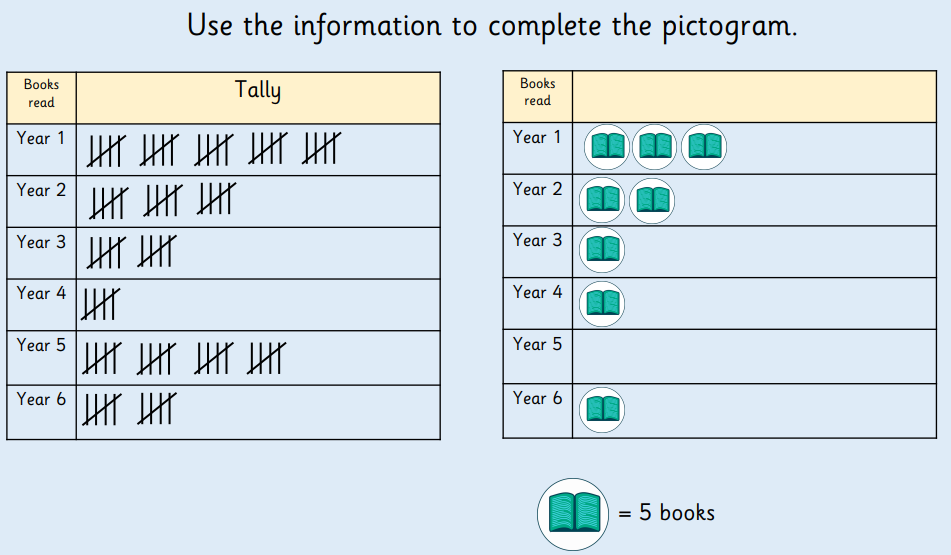 Use the information to complete the pictogram.
Books
read
Tally
Year 1
Year 2
Year 3
Year 4
Year 5
Year 6
Books
read
Year 1
Year 2
Year 3
Year 4
Year 5
Year 6
= 5 books